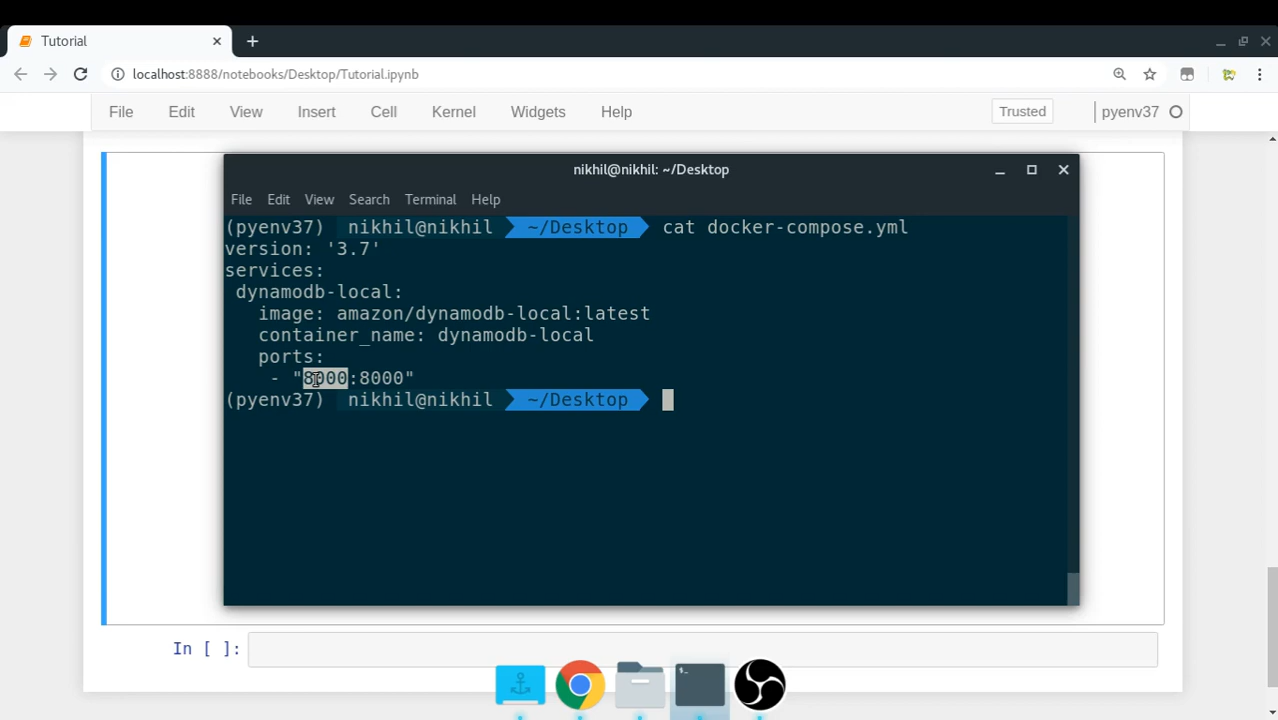 Tutorial
localhost:8888/notebooks/Desktop/Tutorial.ipynb
File Edit View Insert Cell Kernel Widgets Help Trusted pyenv37
nikhil@nikhil: ~/Desktop
File Edit View Search Terminal Help
(pyenv37) nikhil@nikhil ~/Desktop cat docker-compose.yml
version: '3.7'
services:
dynamodb-local:
image: amazon/dynamodb-local:latest
container_name: dynamodb-local
ports:
- "8000:8000"
(pyenv37) nikhil@nikhil ~/Desktop
In [ ]: